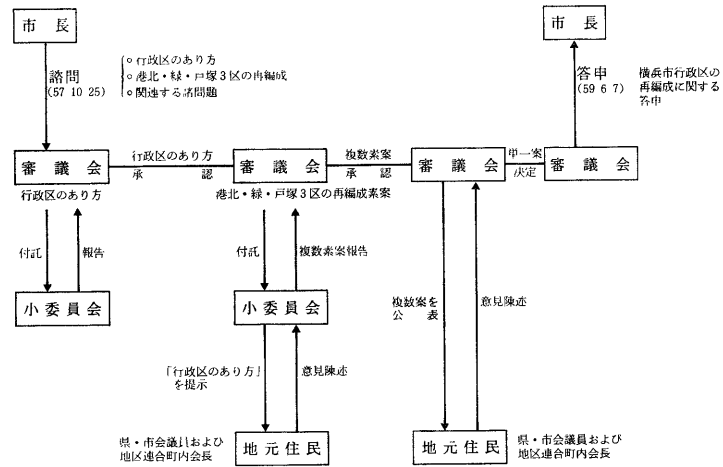 市長
市長
諮問
(57 10 25)
○ 行政区のあり方
○ 港北・緑・戸塚3区の再編成
○ 関連する諸問題
答申
(59 6 7)
横浜市行政区の
再編成に関する
答申
審議会
行政区のあり方
承認
審議会
複数素案
承認
審議会
単一案
決定
審議会
行政区のあり方
港北・緑・戸塚3区の再編成素案
付託
報告
付託
複数素案報告
小委員会
小委員会
複数案を
公表
意見陳述
「行政区のあり方」
を提示
意見陳述
県・市会議員および
地区連合町内会長
地元住民
地元住民
県・市会議員および
地区連合町内会長